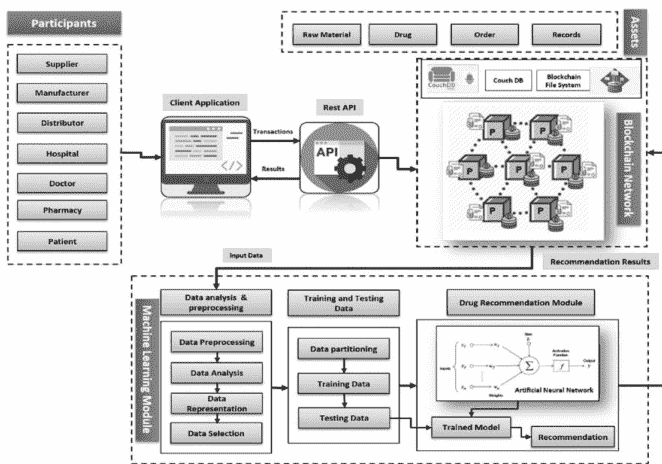 Participants
Supplier
Manufacturer
Distributor
Hospital
Doctor
Pharmacy
Patient
Client Application
Transactions
Results
Rest API
API
Raw Material
Drug
Order
Records
Assets
CouchDB
Couch DB
Blockchain
File System
P
P
P
P
P
P
P
Blockchain Network
Input Data
Recommendation Results
Machine Learning Module
Data analysis &
preprocessing
Data Preprocessing
Data Analysis
Data
Representation
Data Selection
Training and Testing
Data
Data partitioning
Training Data
Testing Data
Drug Recommendation Module
Bias
Inputs
Weights
Σ
Activation
Function
f
Output
Artificial Neural Network
Trained Model
Recommendation